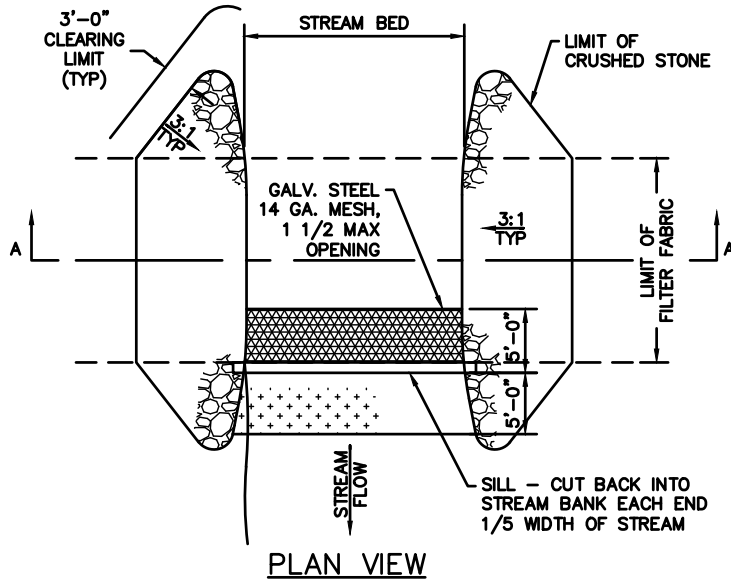 3'-0"
CLEARING
LIMIT
(TYP)
STREAM BED
LIMIT OF
CRUSHED STONE
3:1
TYP
GALV. STEEL
14 GA. MESH,
1 1/2 MAX
OPENING
3:1
TYP
A
A
LIMIT OF
FILTER FABRIC
5'-0"
5'-0"
STREAM
FLOW
SILL – CUT BACK INTO
STREAM BANK EACH END
1/5 WIDTH OF STREAM
PLAN VIEW